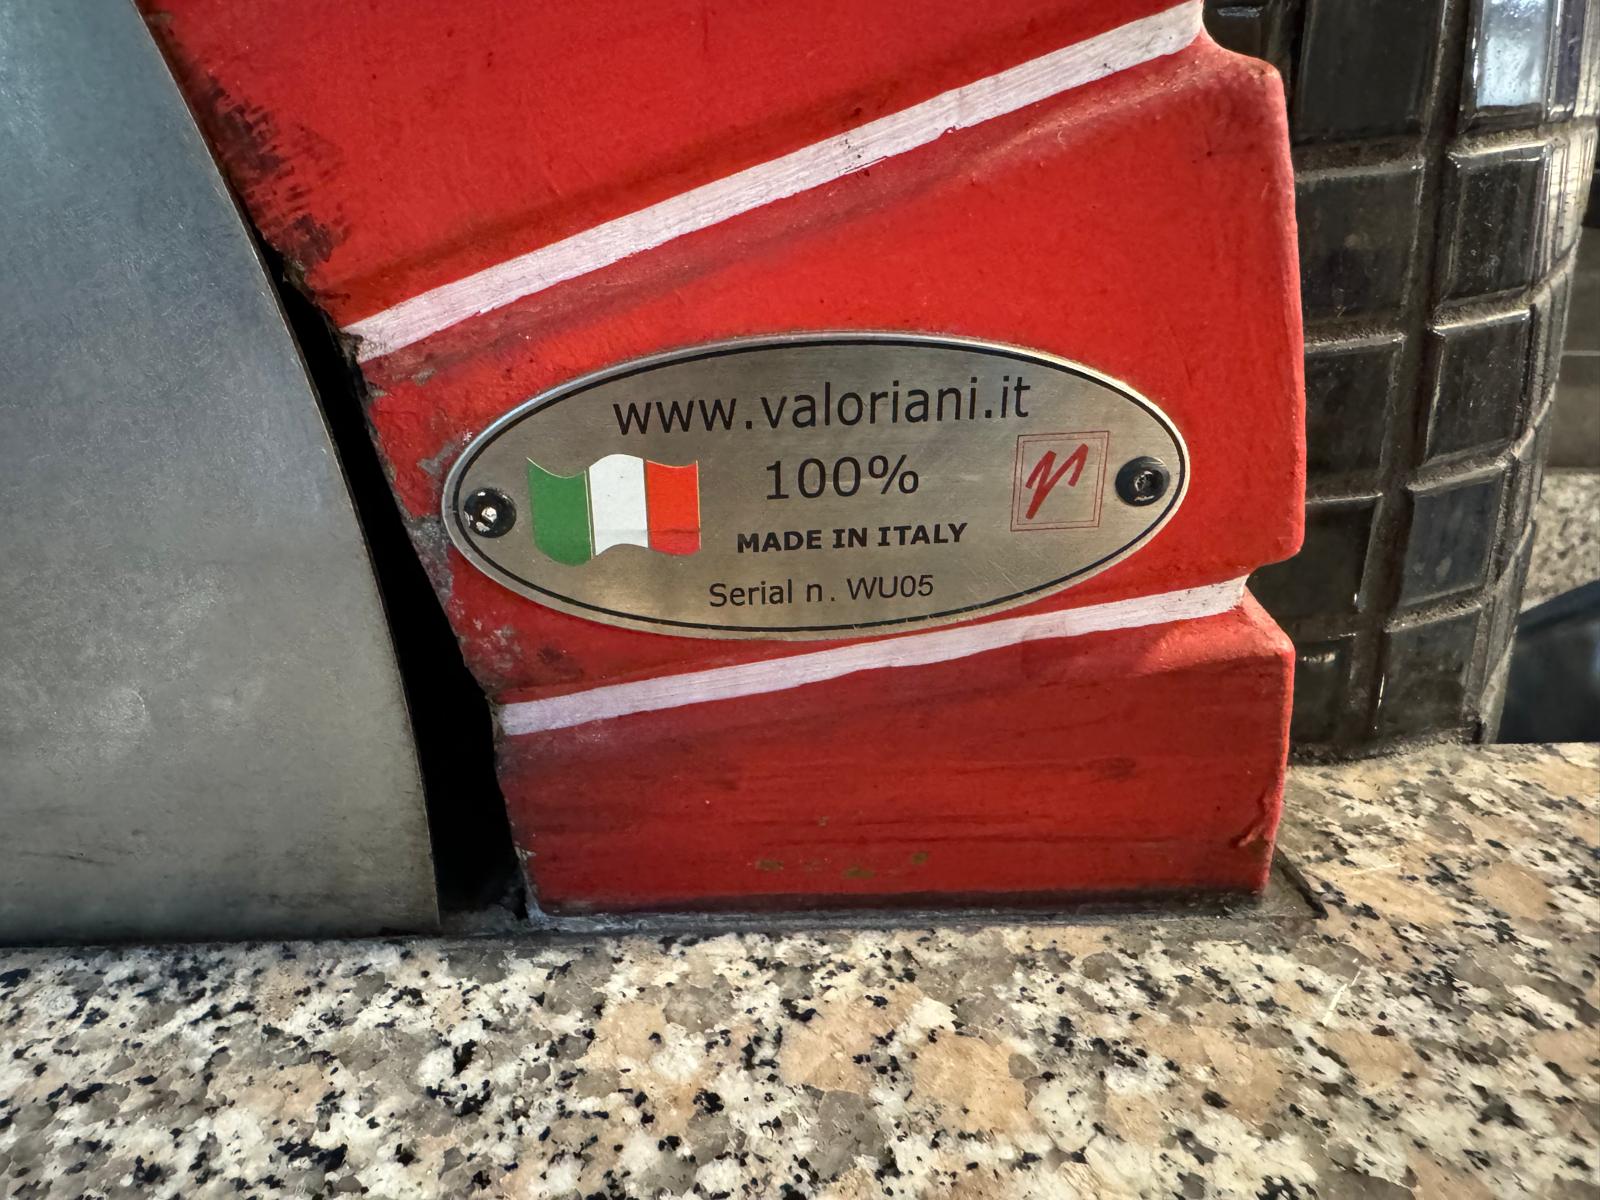 www.valoriani.it
100%
MADE IN ITALY
Serial n. WU05